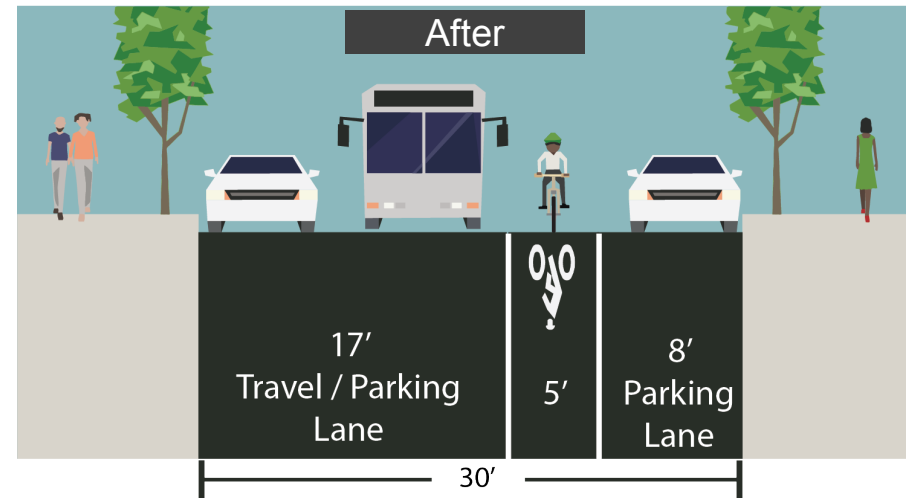 After
17’
Travel / Parking
Lane
5’
8’
Parking
Lane
30’